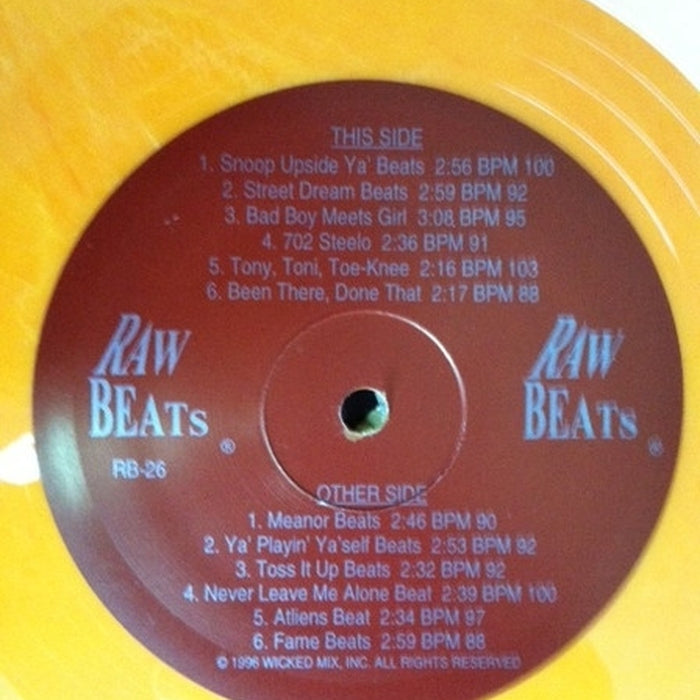 THIS SIDE
1. Snoop Upside Ya' Beats 2:56 BPM 100
2. Street Dream Beats 2:59 BPM 92
3. Bad Boy Meets Girl 3:08 BPM 95
4. 702 Steelo 2:36 BPM 91
5. Tony, Toni, Toe-Knee 2:16 BPM 103
6. Been There, Done That 2:17 BPM 88
RAW
BEATS ®
RB-26
RAW
BEATS ®
OTHER SIDE
1. Meanor Beats 2:46 BPM 90
2. Ya' Playin' Ya'self Beats 2:53 BPM 92
3. Toss It Up Beats 2:32 BPM 92
4. Never Leave Me Alone Beat 2:39 BPM 100
5. Atliens Beat 2:34 BPM 97
6. Fame Beats 2:59 BPM 88
© 1996 WICKED MIX, INC. ALL RIGHTS RESERVED